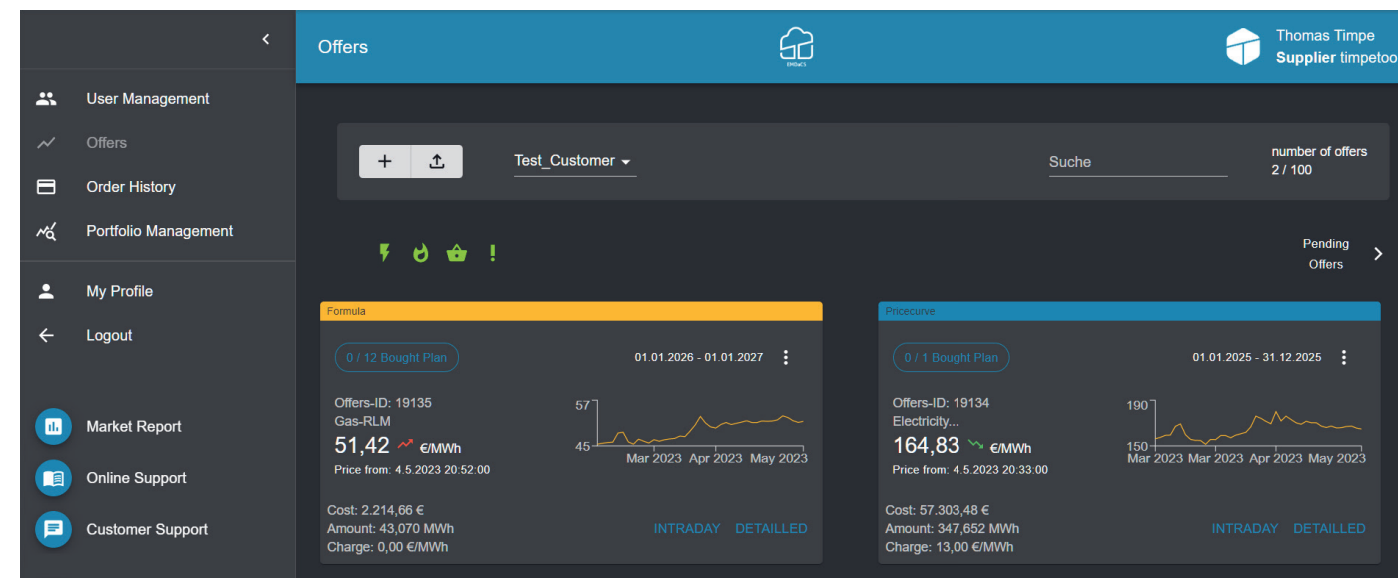 Offers
EMDaCS
Thomas Timpe
Supplier timpetoo
User Management
Offers
Order History
Portfolio Management
My Profile
Logout
Market Report
Online Support
Customer Support
+
Test_Customer
Suche
number of offers
2 / 100
Pending
Offers
Formula
0 / 12 Bought Plan
01.01.2026 - 01.01.2027
Offers-ID: 19135
Gas-RLM
51,42 €/MWh
Price from: 4.5.2023 20:52:00
57
45
Mar 2023 Apr 2023 May 2023
Cost: 2.214,66 €
Amount: 43,070 MWh
Charge: 0,00 €/MWh
INTRADAY DETAILLED
Pricecurve
0 / 1 Bought Plan
01.01.2025 - 31.12.2025
Offers-ID: 19134
Electricity...
164,83 €/MWh
Price from: 4.5.2023 20:33:00
190
150
Mar 2023 Mar 2023 Apr 2023 May 2023
Cost: 57.303,48 €
Amount: 347,652 MWh
Charge: 13,00 €/MWh
INTRADAY DETAILLED